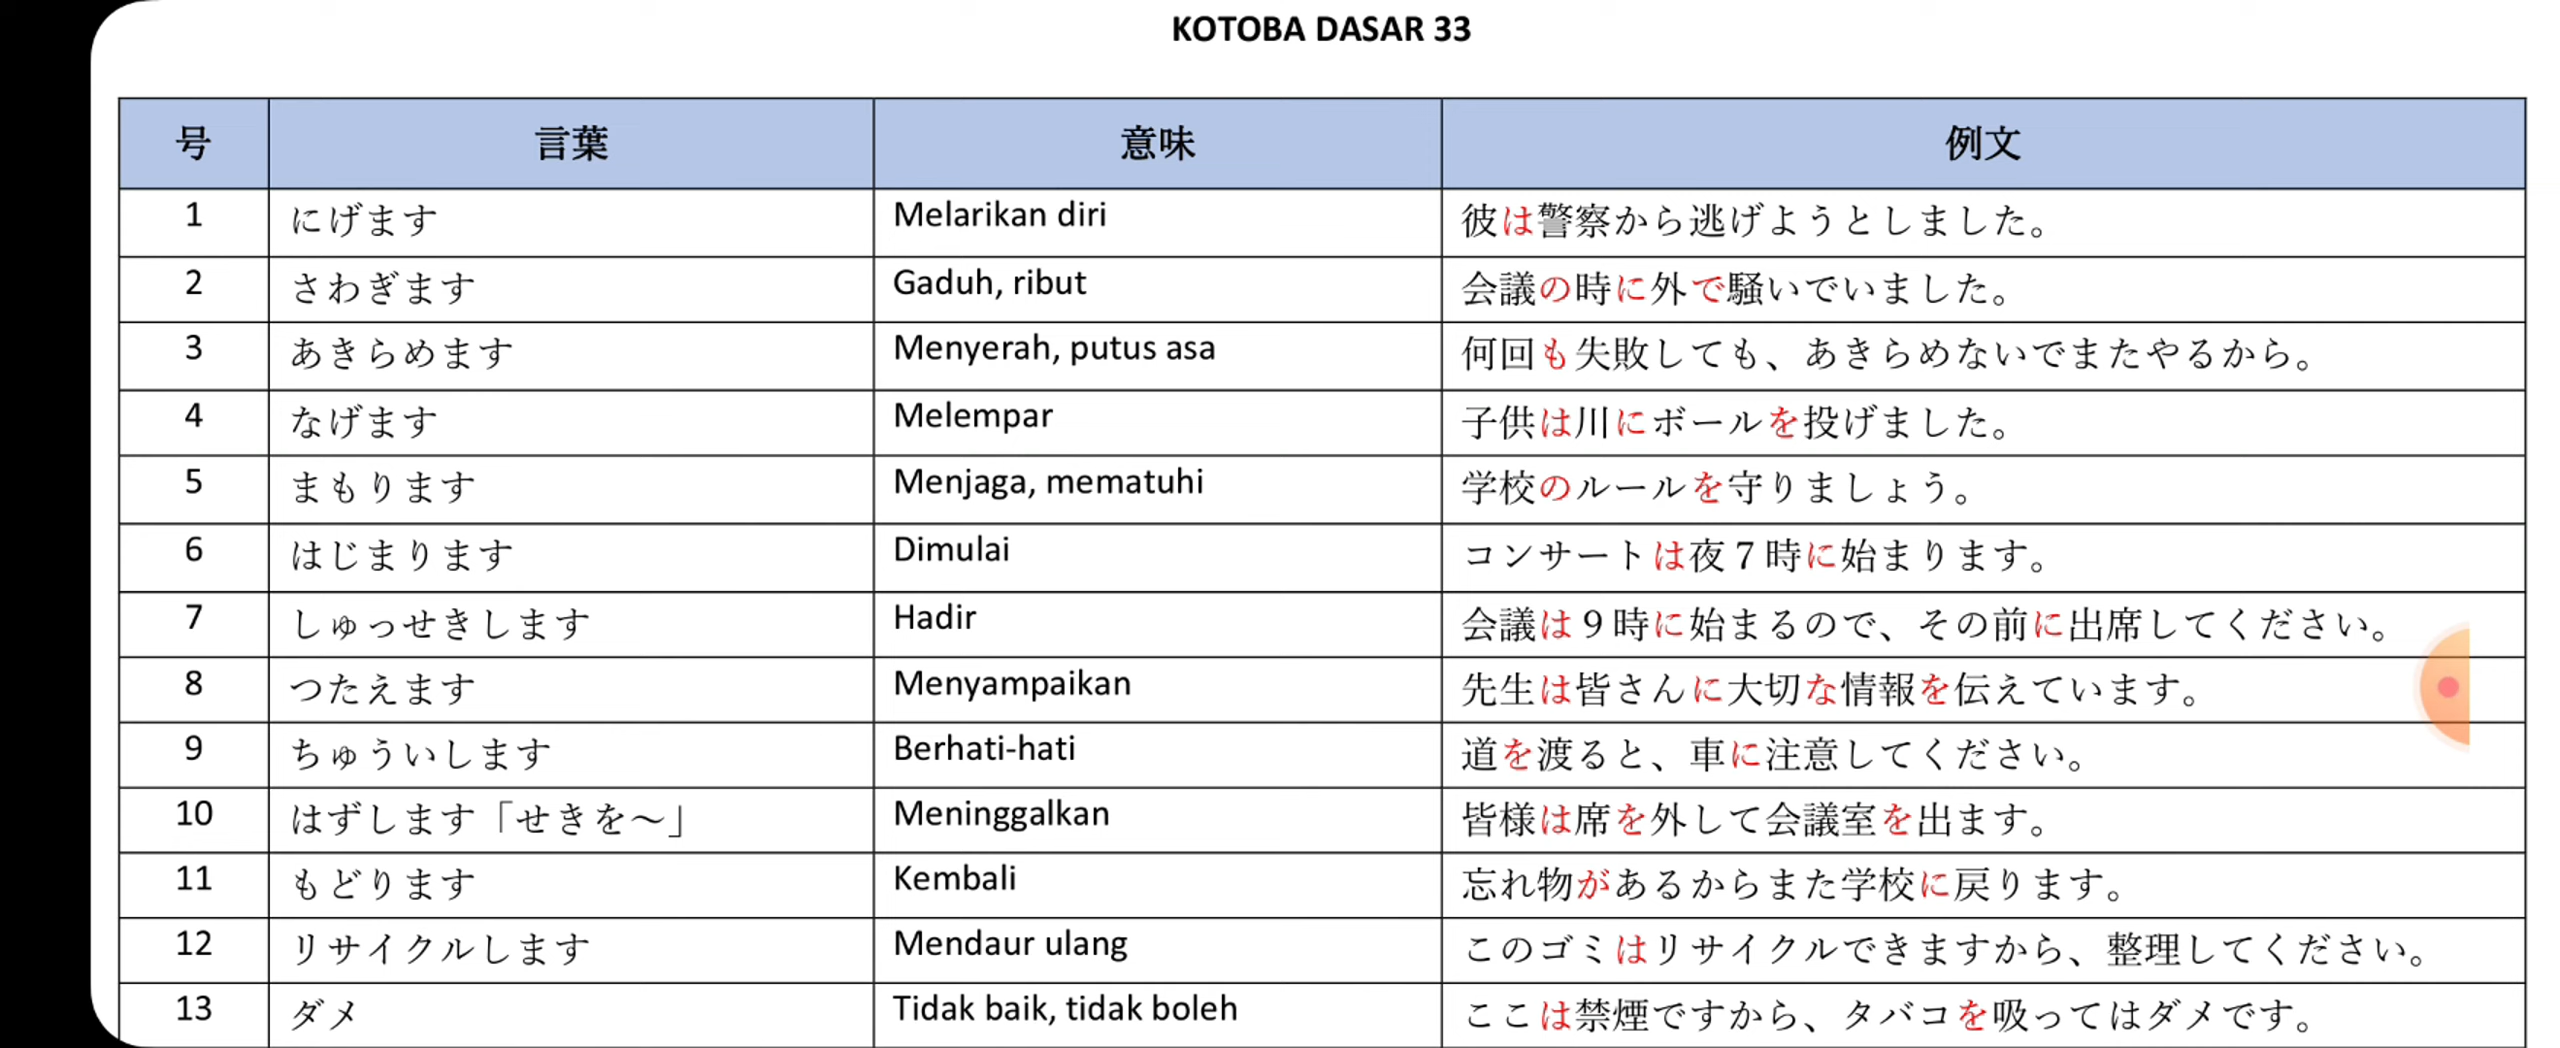 KOTOBA DASAR 33
号 言葉 意味 例文
1 にげます Melarikan diri 彼は警察から逃げようとしました。
2 さわぎます Gaduh, ribut 会議の時に外で騒いでいました。
3 あきらめます Menyerah, putus asa 何回も失敗しても、あきらめないでまたやるから。
4 なげます Melempar 子供は川にボールを投げました。
5 まもります Menjaga, mematuhi 学校のルールを守りましょう。
6 はじまります Dimulai コンサートは夜７時に始まります。
7 しゅっせきします Hadir 会議は９時に始まるので、その前に出席してください。
8 つたえます Menyampaikan 先生は皆さんに大切な情報を伝えています。
9 ちゅういします Berhati-hati 道を渡ると、車に注意してください。
10 はずします「せきを～」 Meninggalkan 皆様は席を外して会議室を出ます。
11 もどります Kembali 忘れ物があるからまた学校に戻ります。
12 リサイクルします Mendaur ulang このゴミはリサイクルできますから、整理してください。
13 ダメ Tidak baik, tidak boleh ここは禁煙ですから、タバコを吸ってはダメです。